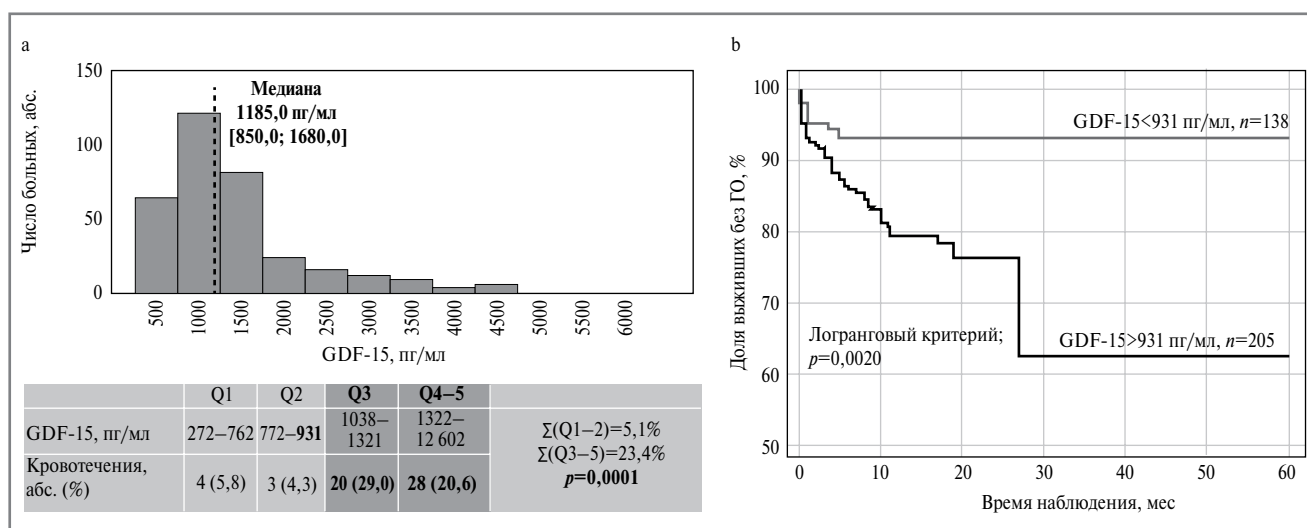 a
Число больных, абс.
150
100
50
0
Медиана
1185,0 пг/мл
[850,0; 1680,0]
500
1000
1500
2000
2500
3000
3500
4000
4500
5000
5500
6000
GDF-15, пг/мл
Q1 Q2 Q3 Q4–5
GDF-15, пг/мл 272–762 772–931 1038–1321 1322–12 602
Кровотечения, абс. (%) 4 (5,8) 3 (4,3) 20 (29,0) 28 (20,6)
∑(Q1–2)=5,1%
∑(Q3–5)=23,4%
p=0,0001
b
Доля выживших без ГО, %
100
90
80
70
60
50
GDF-15<931 пг/мл, n=138
Логранговый критерий;
p=0,0020
GDF-15>931 пг/мл, n=205
0 10 20 30 40 50 60
Время наблюдения, мес